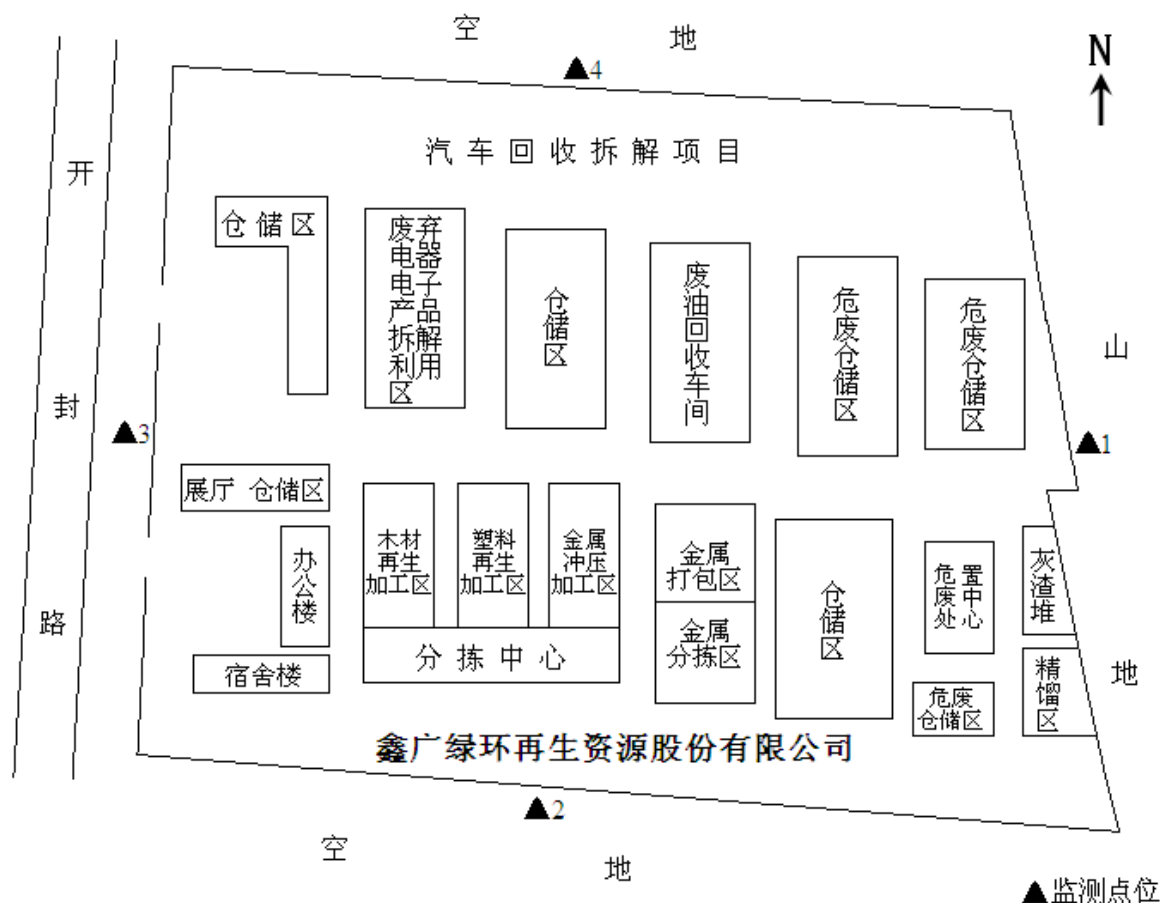 空 地
▲4
N
汽车回收拆解项目
开封路
仓储区
废弃
电器
电子
产品
拆解
利用
区
仓储区
废油回收车间
危废仓储区
危废仓储区
山地
▲3
▲1
展厅 仓储区
办公楼
宿舍楼
木材
再生
加工区
塑料
再生
加工区
金属
冲压
加工区
分拣中心
金属
打包区
金属
分拣区
仓储区
危废处置中心
灰渣堆
危废
仓储区
精馏区
鑫广绿环再生资源股份有限公司
▲2
空 地
▲监测点位